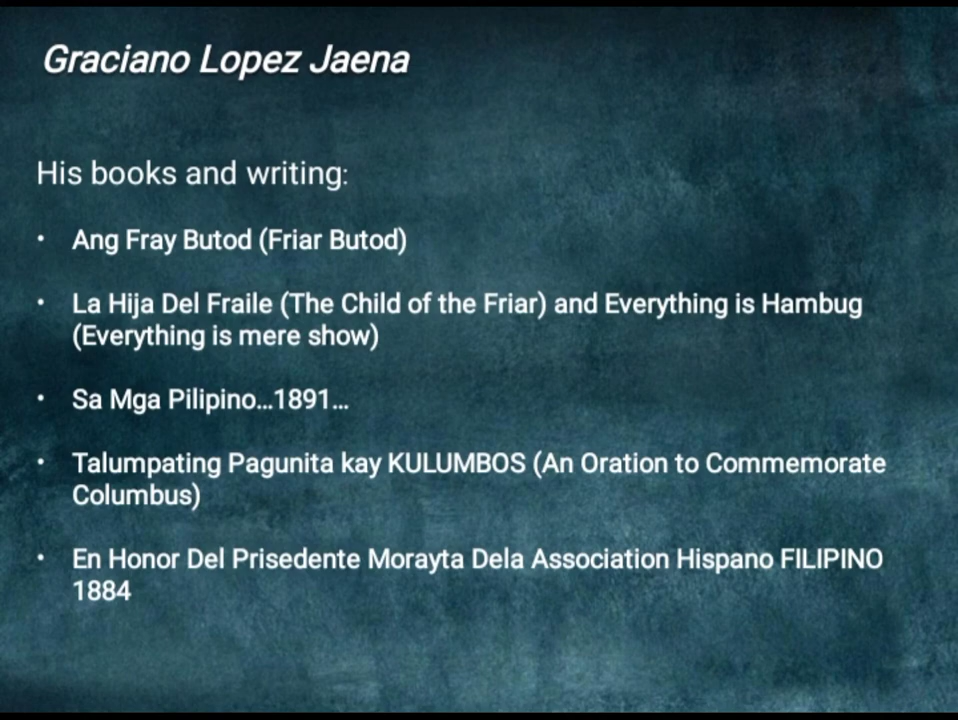 Graciano Lopez Jaena
His books and writing:
• Ang Fray Butod (Friar Butod)
• La Hija Del Fraile (The Child of the Friar) and Everything is Hambug
(Everything is mere show)
• Sa Mga Pilipino...1891...
• Talumpating Pagunita kay KULUMBOS (An Oration to Commemorate
Columbus)
• En Honor Del Prisedente Morayta Dela Association Hispano FILIPINO
1884